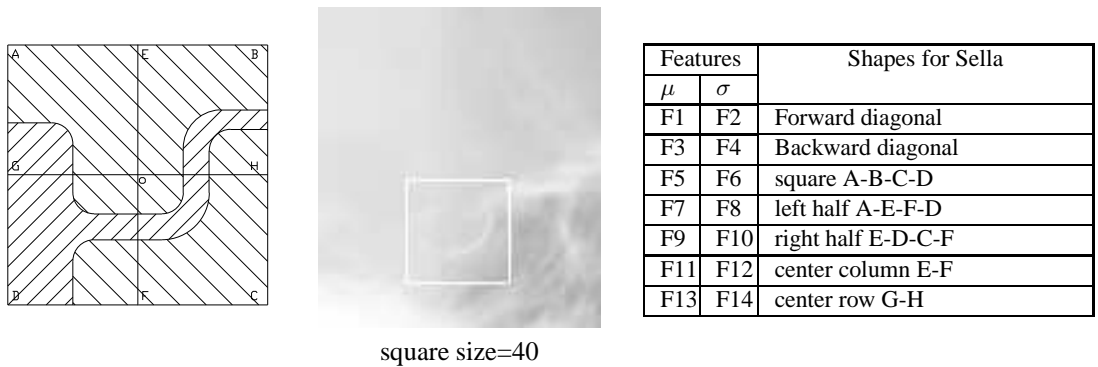 A E B
G O H
D F C
square size=40
Features Shapes for Sella
μ σ
F1 F2 Forward diagonal
F3 F4 Backward diagonal
F5 F6 square A-B-C-D
F7 F8 left half A-E-F-D
F9 F10 right half E-D-C-F
F11 F12 center column E-F
F13 F14 center row G-H